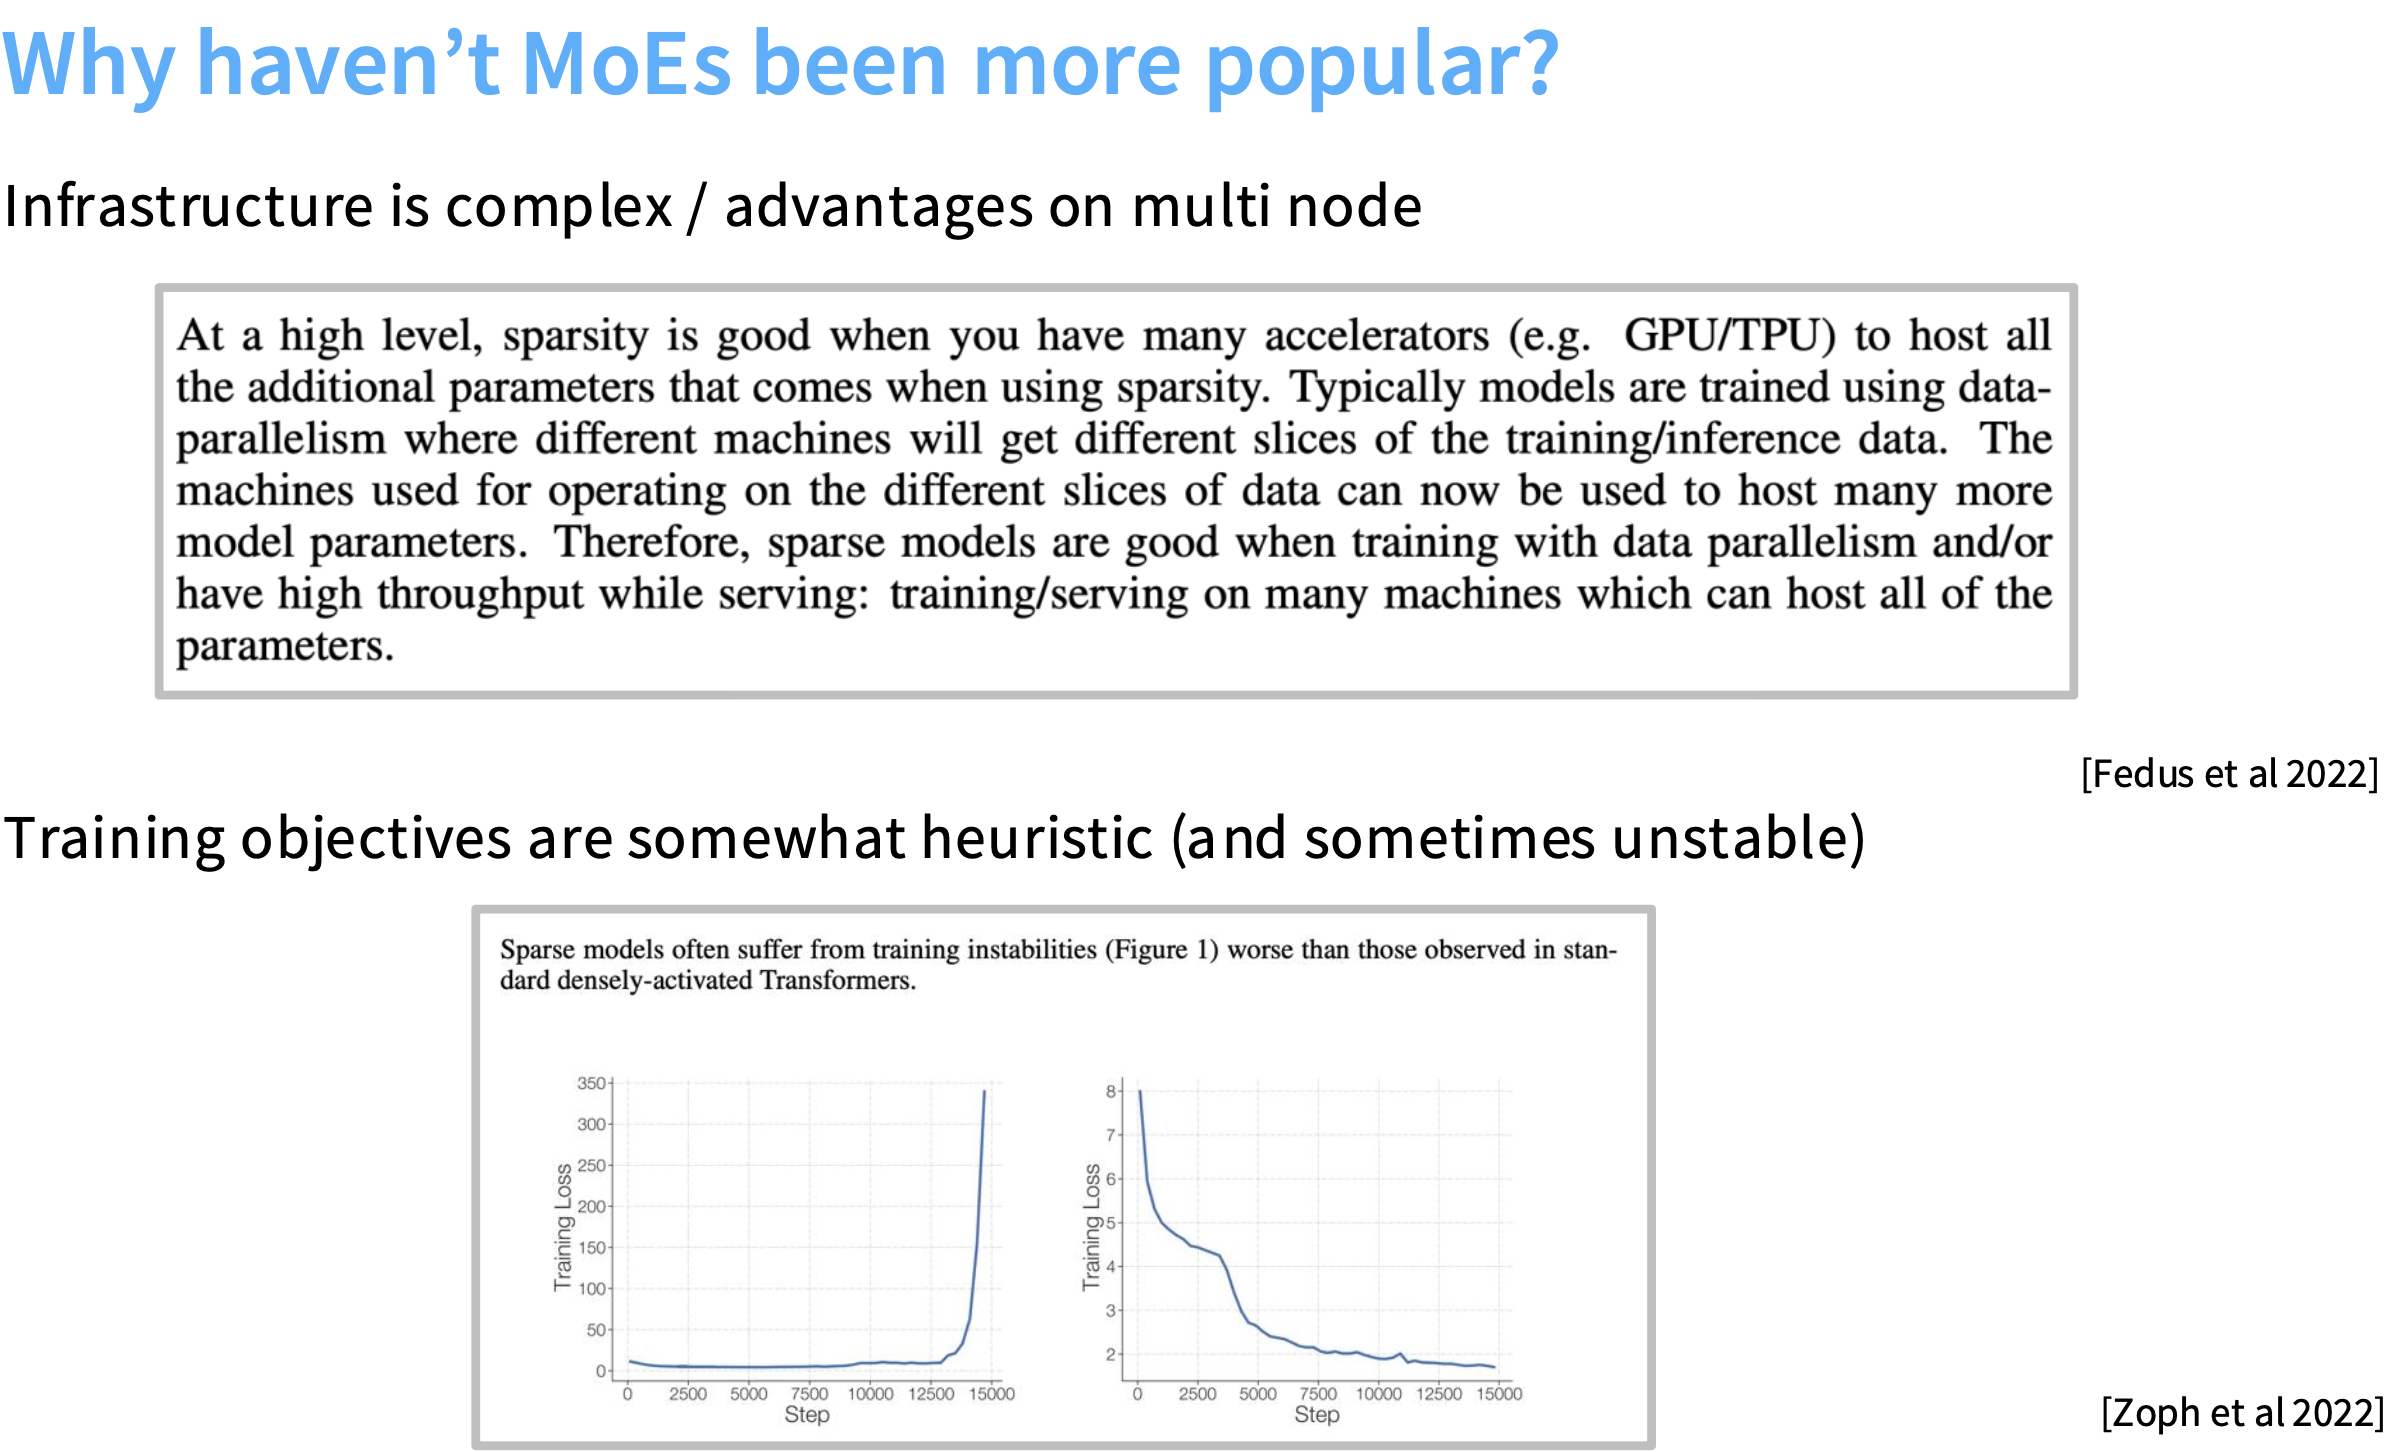 Why haven’t MoEs been more popular?
Infrastructure is complex / advantages on multi node
At a high level, sparsity is good when you have many accelerators (e.g. GPU/TPU) to host all
the additional parameters that comes when using sparsity. Typically models are trained using data-
parallelism where different machines will get different slices of the training/inference data. The
machines used for operating on the different slices of data can now be used to host many more
model parameters. Therefore, sparse models are good when training with data parallelism and/or
have high throughput while serving: training/serving on many machines which can host all of the
parameters.
[Fedus et al 2022]
Training objectives are somewhat heuristic (and sometimes unstable)
Sparse models often suffer from training instabilities (Figure 1) worse than those observed in stan-
dard densely-activated Transformers.
Training Loss
350
300
250
200
150
100
50
0
0 2500 5000 7500 10000 12500 15000
Step
Training Loss
8
7
6
5
4
3
2
0 2500 5000 7500 10000 12500 15000
Step
[Zoph et al 2022]